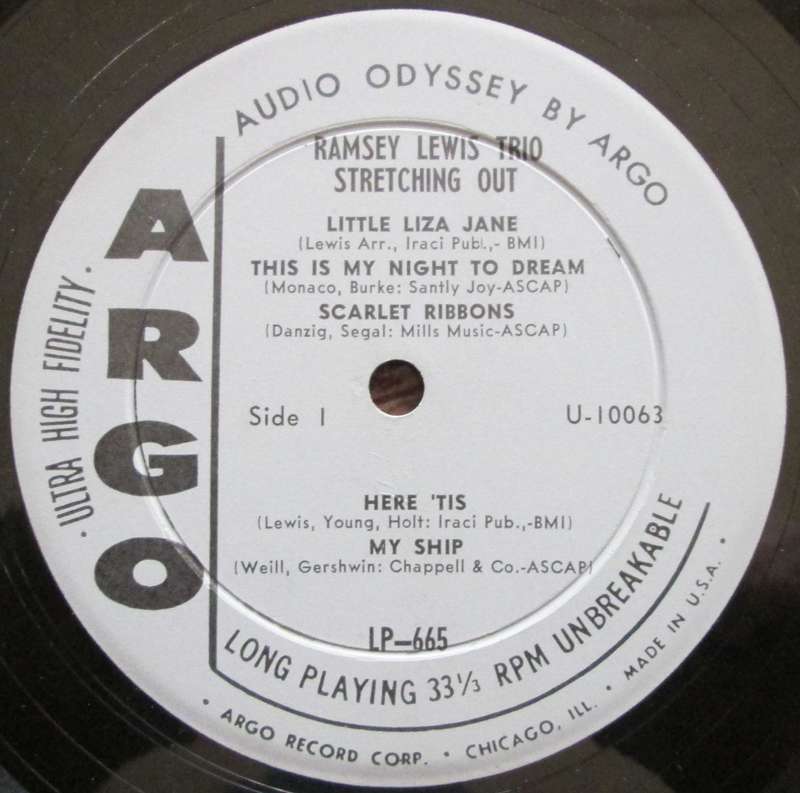 AUDIO ODYSSEY BY ARGO
ARGO
· ULTRA HIGH FIDELITY ·
RAMSEY LEWIS TRIO
STRETCHING OUT
LITTLE LIZA JANE
(Lewis Arr., Iraci Publ.,- BMI)
THIS IS MY NIGHT TO DREAM
(Monaco, Burke: Santly Joy-ASCAP)
SCARLET RIBBONS
(Danzig, Segal: Mills Music-ASCAP)
Side 1
U-10063
HERE 'TIS
(Lewis, Young, Holt: Iraci Pub.,-BMI)
MY SHIP
(Weill, Gershwin: Chappell & Co.-ASCAP)
LP-665
LONG PLAYING 33⅓ RPM UNBREAKABLE
· ARGO RECORD CORP. · CHICAGO, ILL. · MADE IN U.S.A. ·